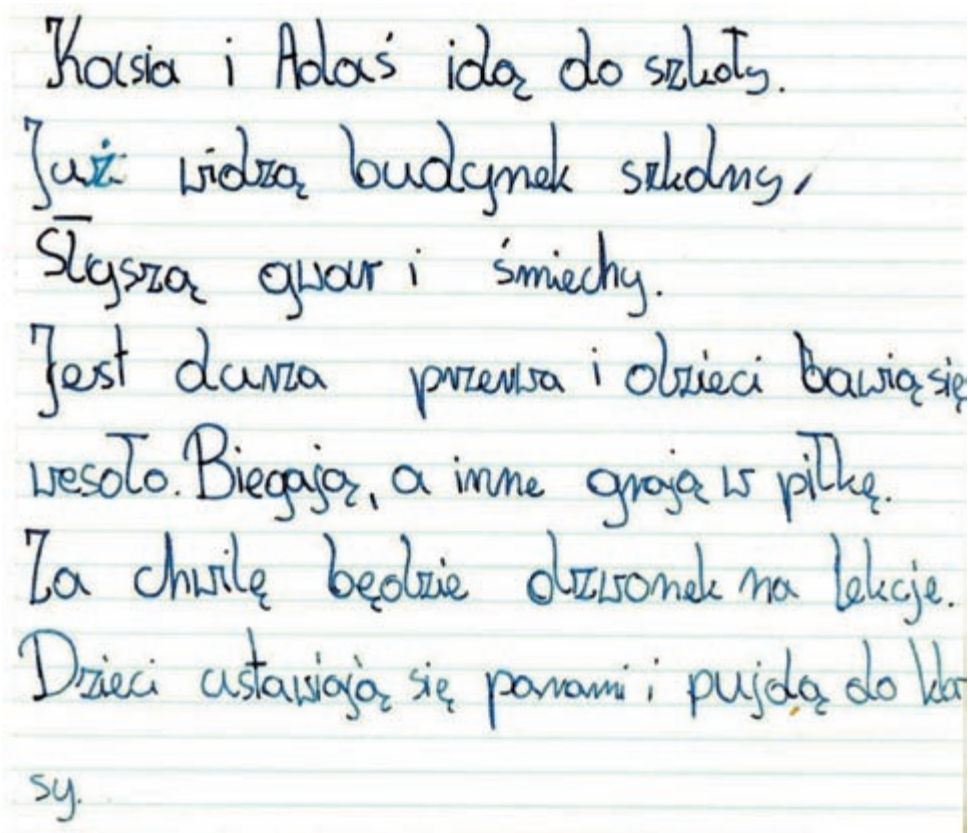 Kasia i Adaś idą do szkoły.
Już widzą budynek szkolny,
Słyszą gwar i śmiechy.
Jest duża przerwa i dzieci bawią się
wesoło. Biegają, a inne grają w piłkę.
Za chwilę będzie dzwonek na lekcje.
Dzieci ustawiają się parami i pujdą do kla
sy.